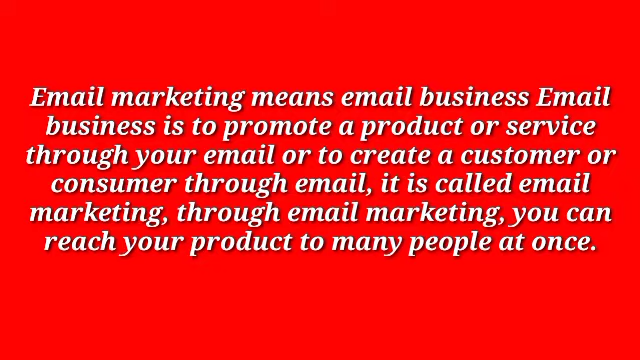 Email marketing means email business Email
business is to promote a product or service
through your email or to create a customer or
consumer through email, it is called email
marketing, through email marketing, you can
reach your product to many people at once.